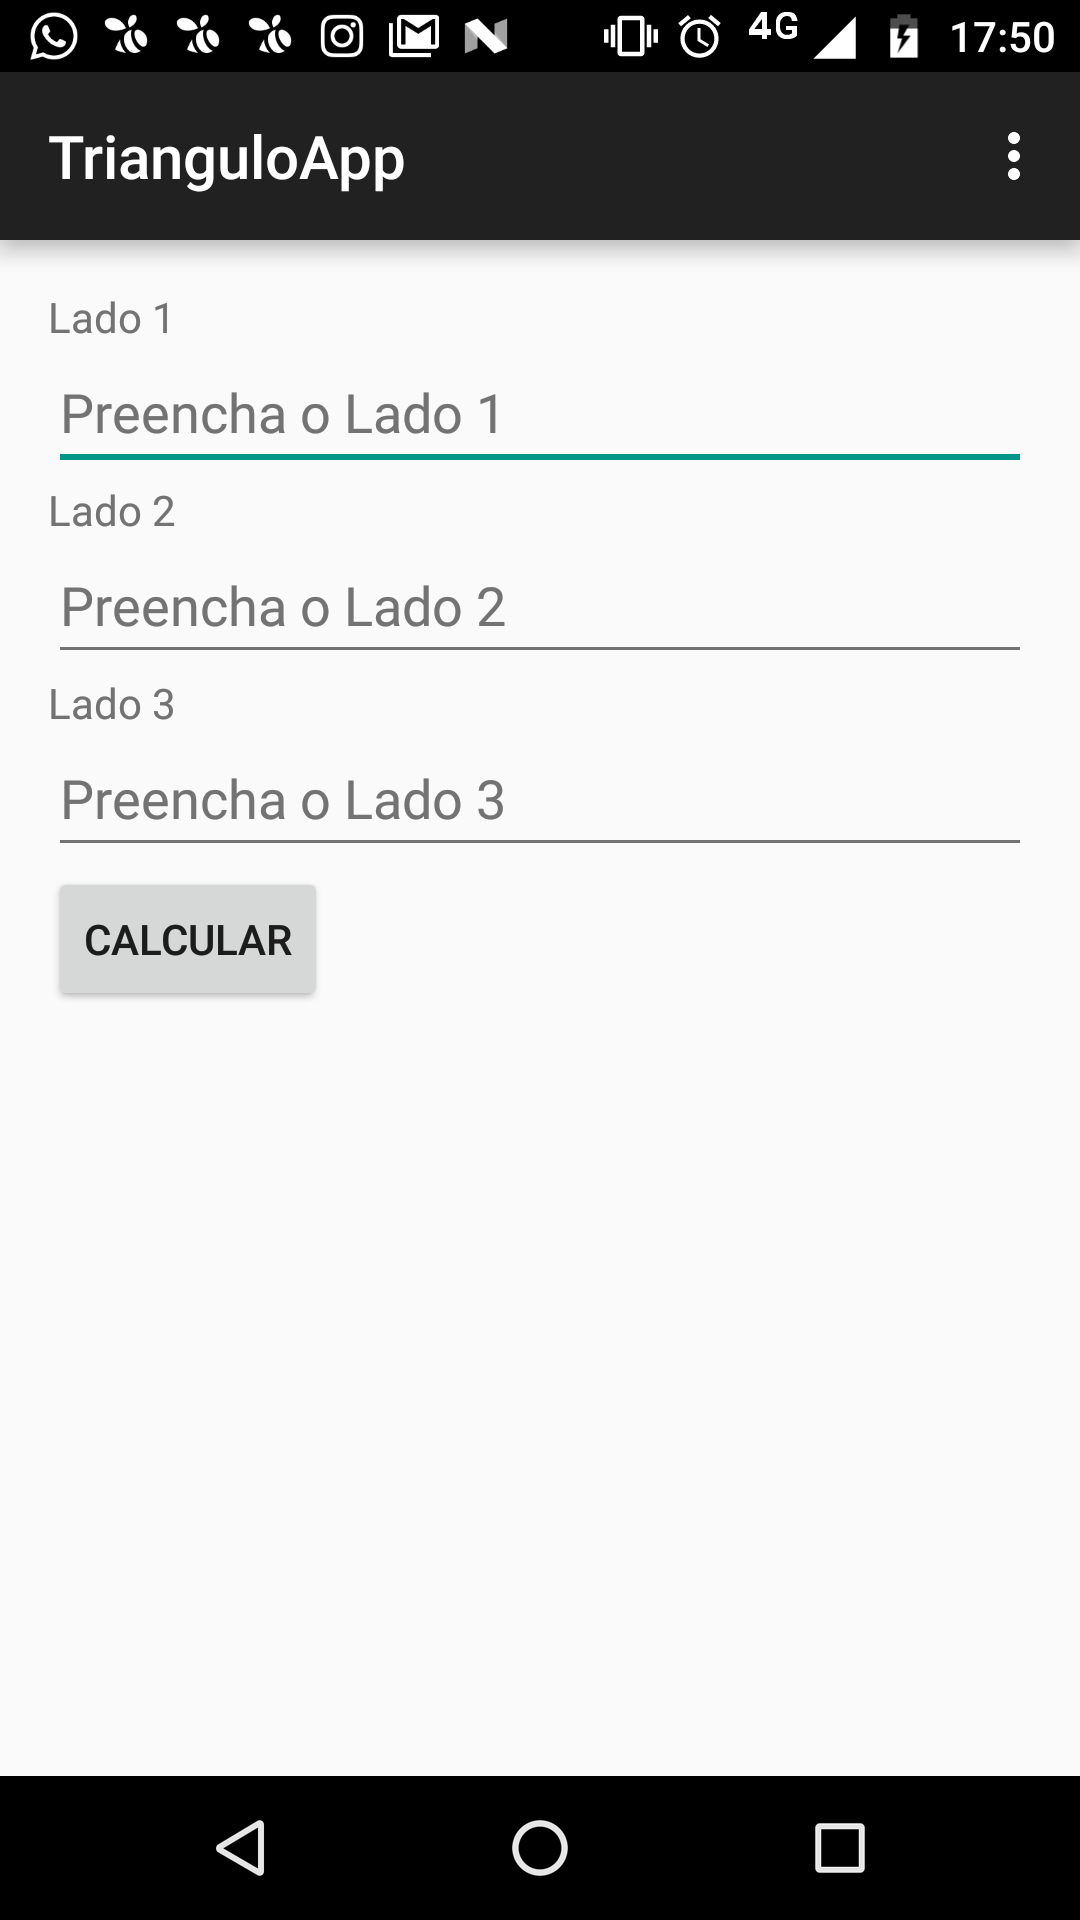 4G 17:50
TrianguloApp
Lado 1
Preencha o Lado 1
Lado 2
Preencha o Lado 2
Lado 3
Preencha o Lado 3
CALCULAR